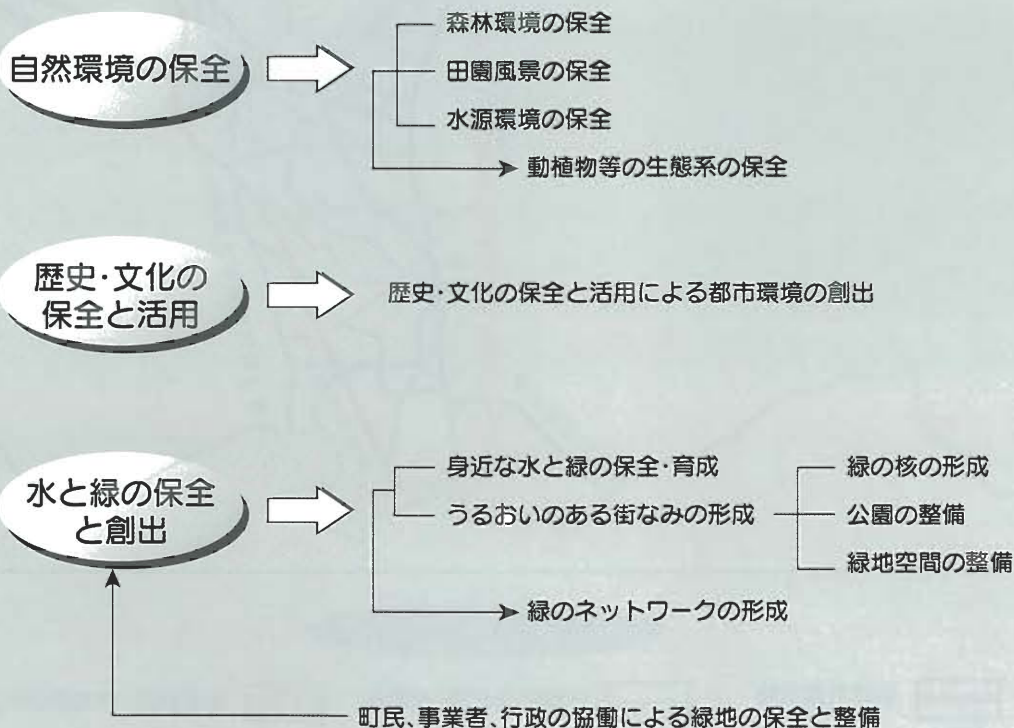 自然環境の保全
森林環境の保全
田園風景の保全
水源環境の保全
動植物等の生態系の保全
歴史・文化の
保全と活用
歴史・文化の保全と活用による都市環境の創出
水と緑の保全
と創出
身近な水と緑の保全・育成
うるおいのある街なみの形成
緑の核の形成
公園の整備
緑地空間の整備
緑のネットワークの形成
町民、事業者、行政の協働による緑地の保全と整備